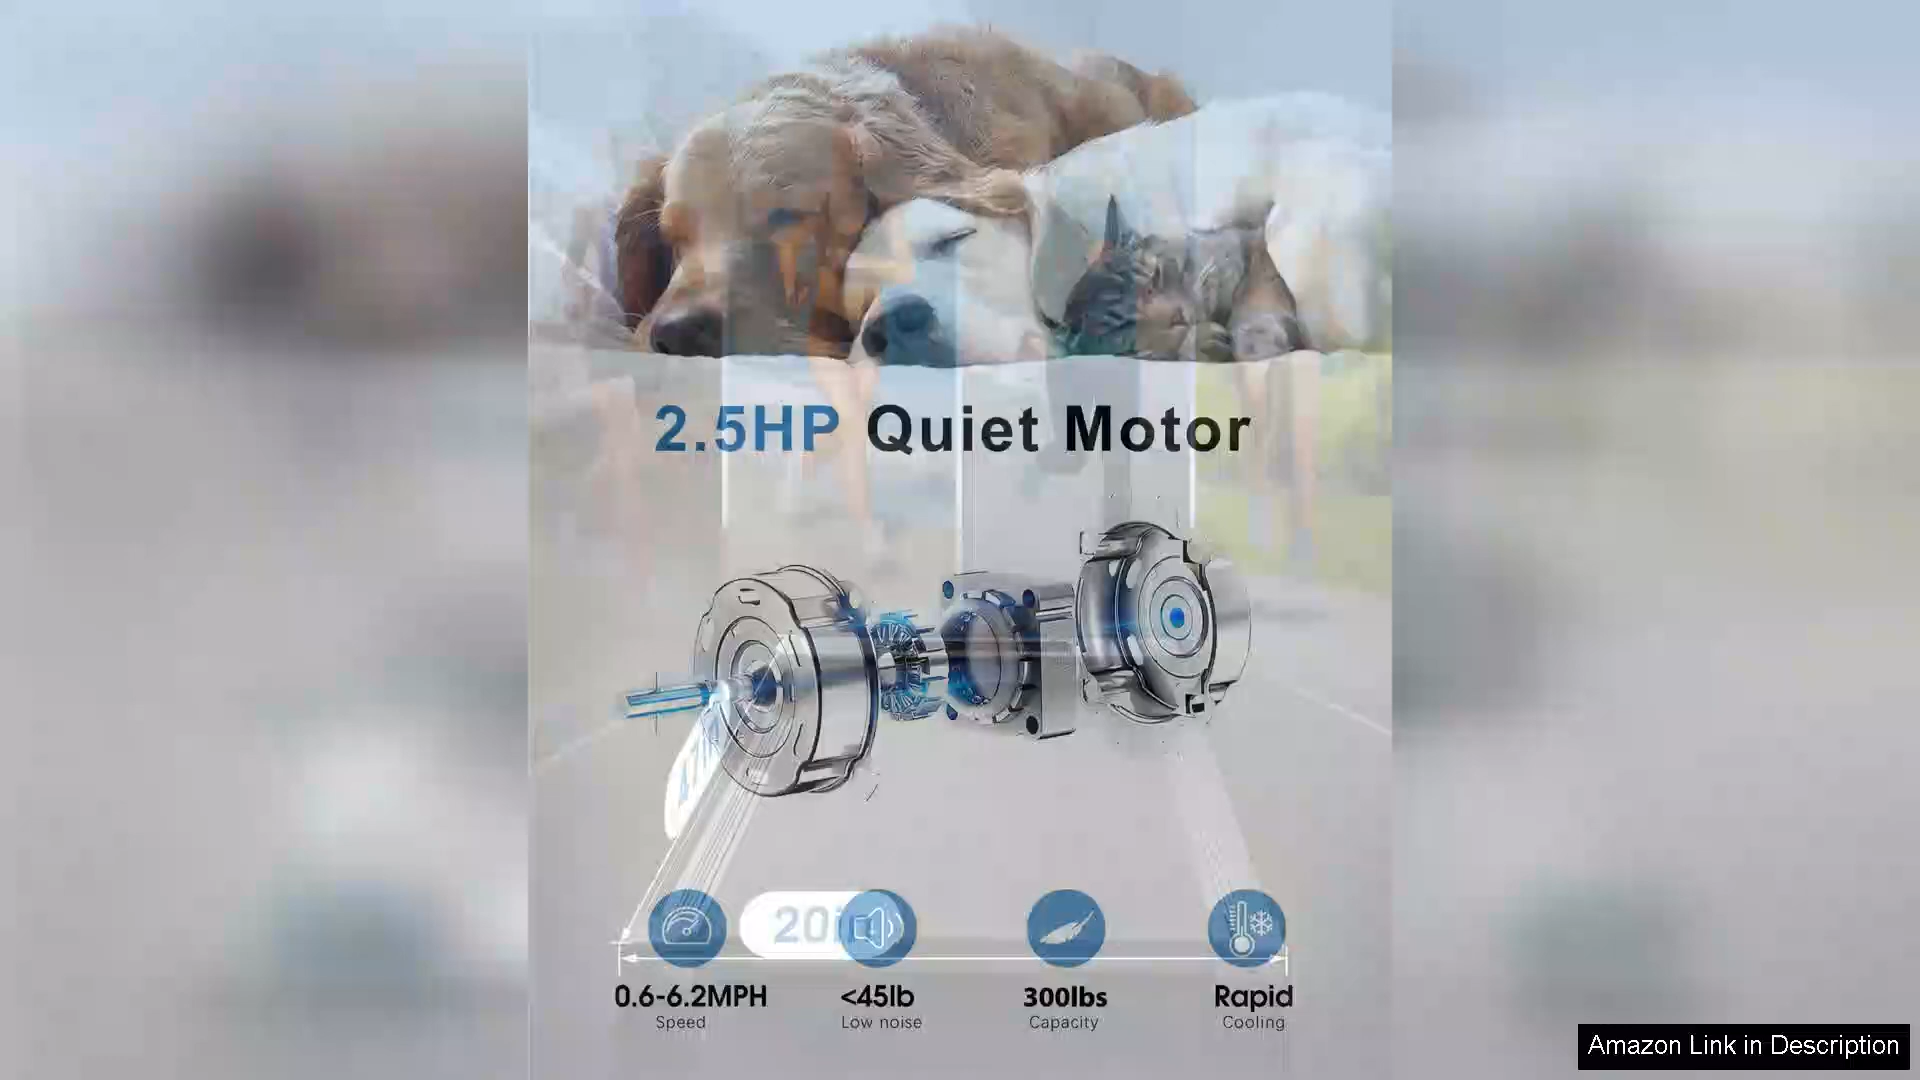 2.5HP Quiet Motor
20in
0.6-6.2MPH
Speed
<45lb
Low noise
300lbs
Capacity
Rapid
Cooling
Amazon Link in Description